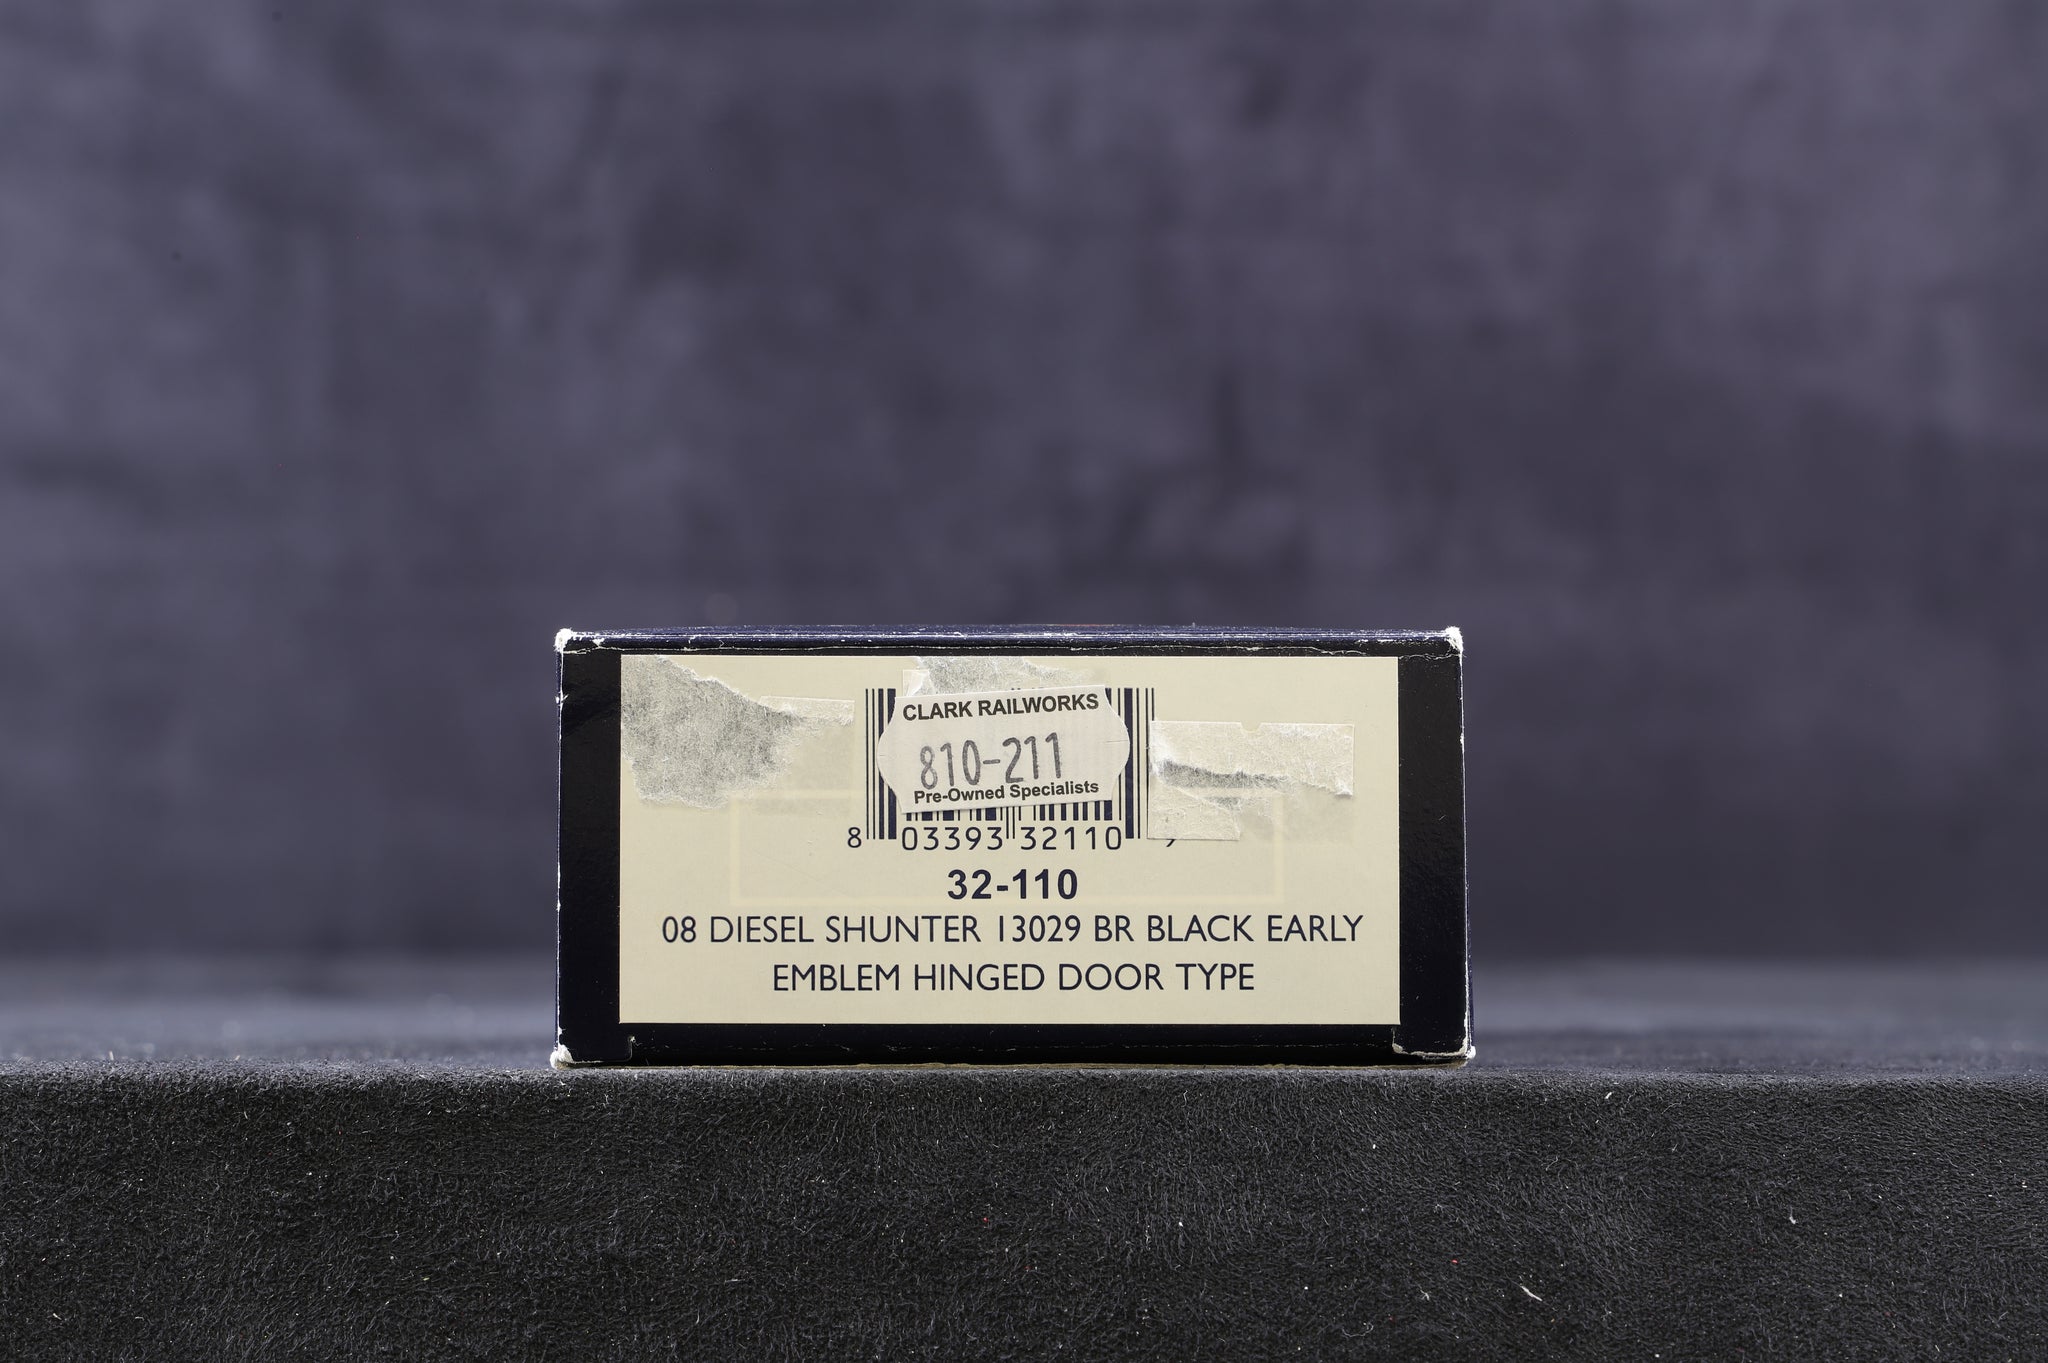 CLARK RAILWORKS
810-211
Pre-Owned Specialists
8 03393 32110
32-110
08 DIESEL SHUNTER 13029 BR BLACK EARLY
EMBLEM HINGED DOOR TYPE